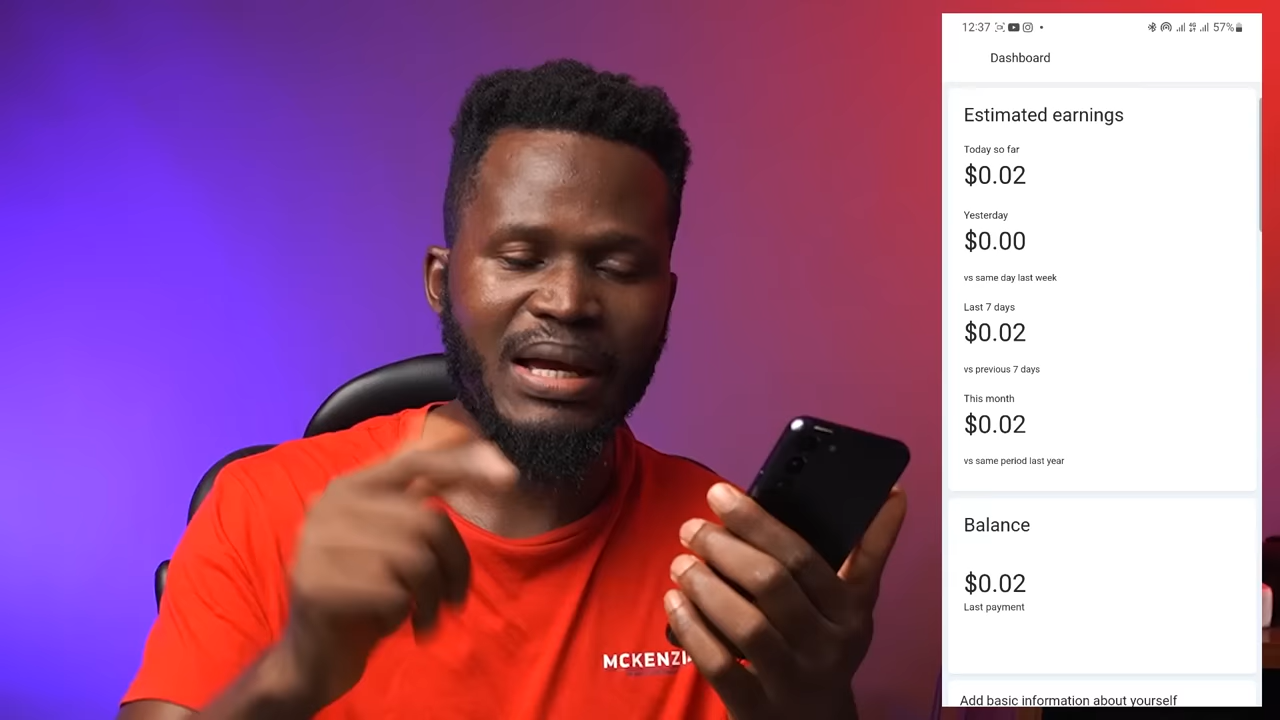 12:37
57%
Dashboard
Estimated earnings
Today so far
$0.02
Yesterday
$0.00
vs same day last week
Last 7 days
$0.02
vs previous 7 days
This month
$0.02
vs same period last year
Balance
$0.02
Last payment
Add basic information about yourself
MCKENZI